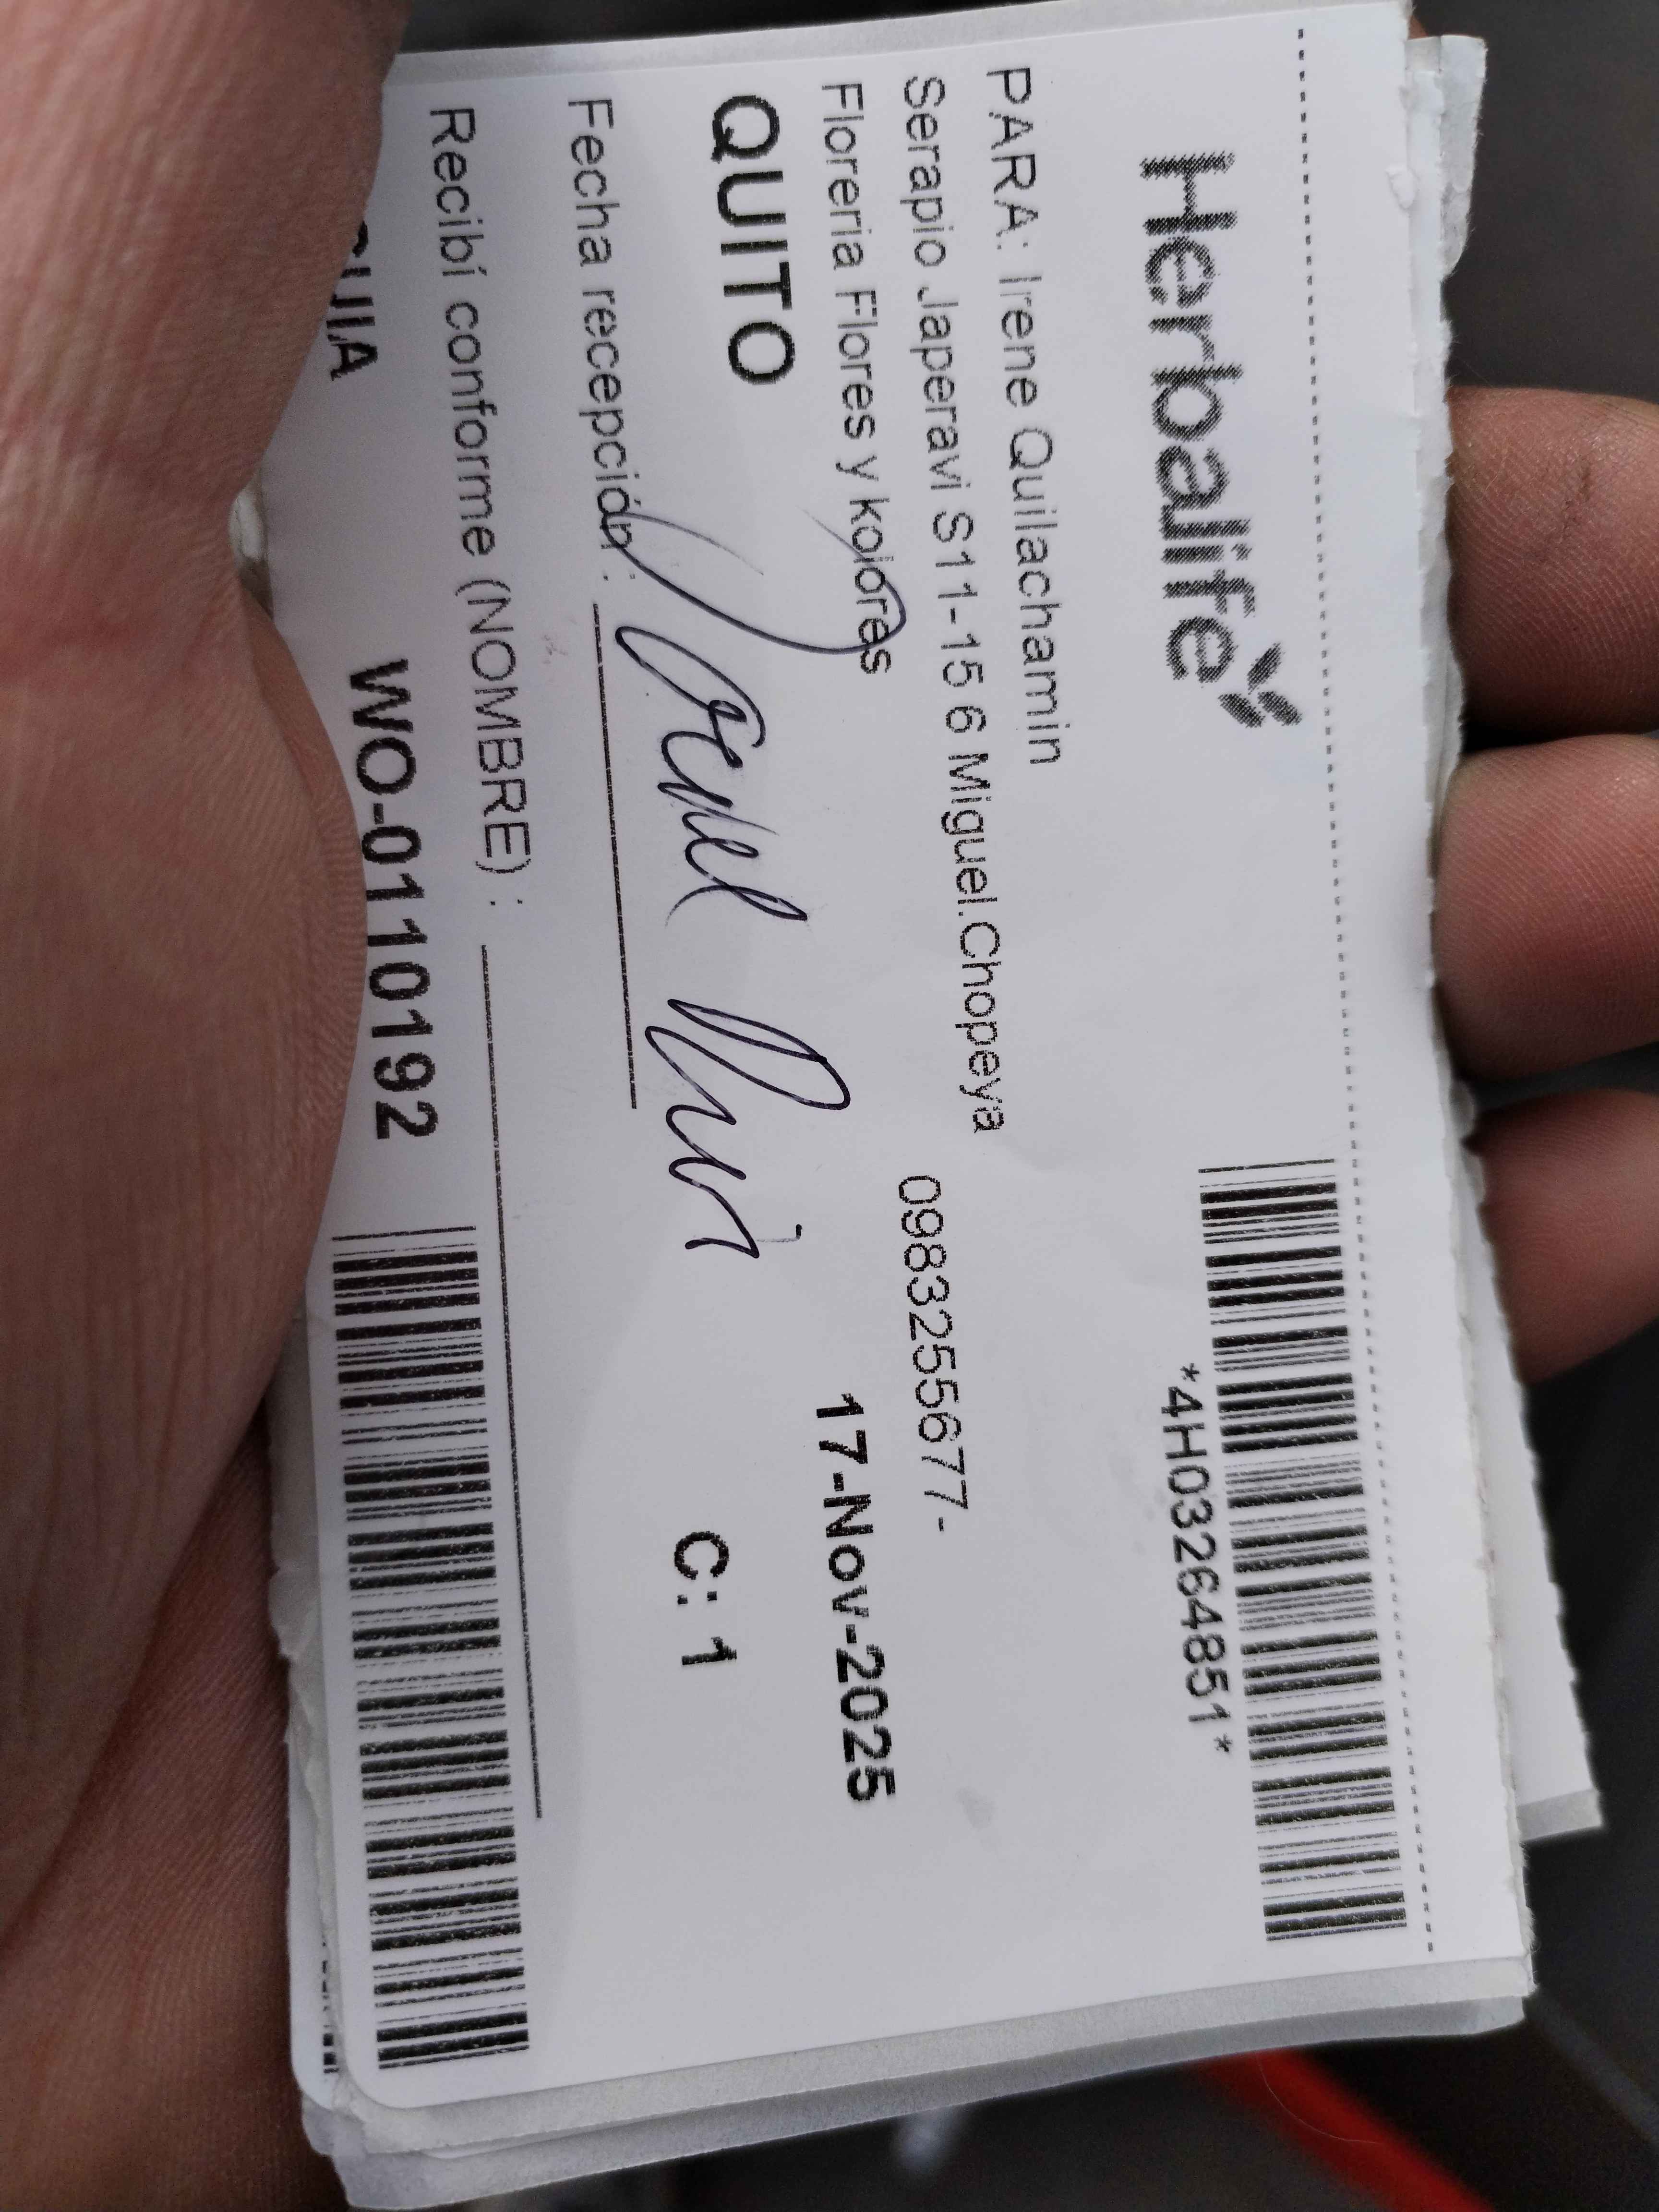 Herbalife
*4H03264851*
PARA: Irene Quilachamin
Serapio Japeravi S11-15 6 Miguel.Chopeya
0983255677 -
Floreria Flores y kolores
17-Nov-2025
QUITO
C: 1
Fecha recepción :
Recibí conforme (NOMBRE) :
WO-0110192